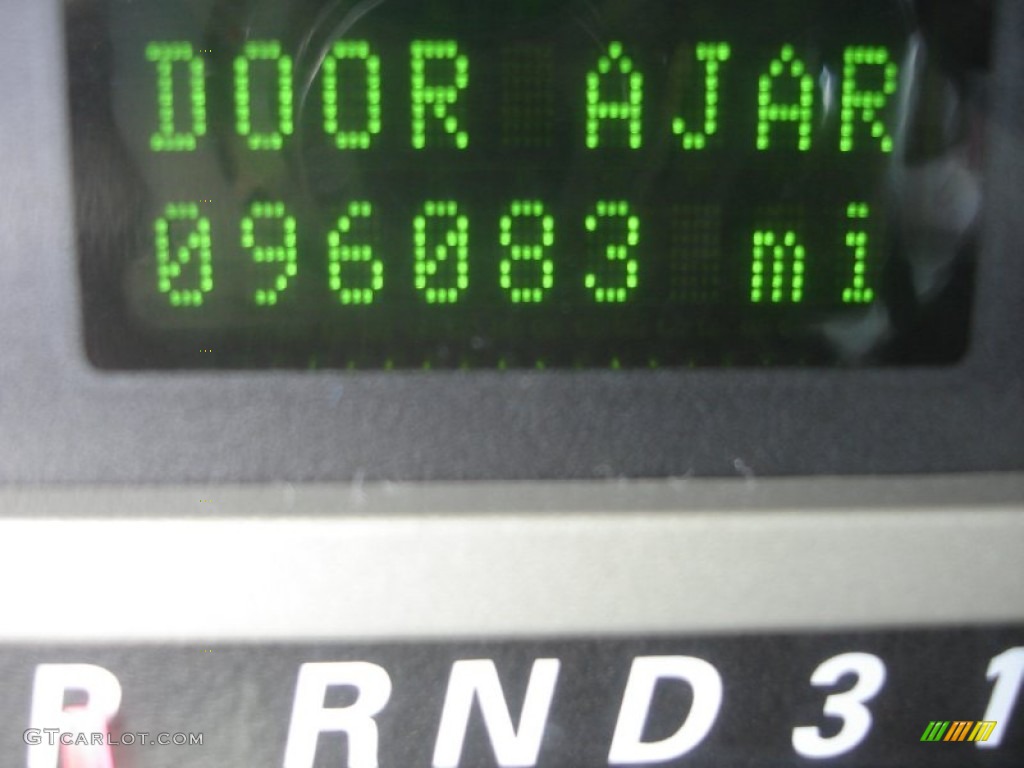 DOOR AJAR
096083 mi
P R N D 3 1
GTCARLOT.COM